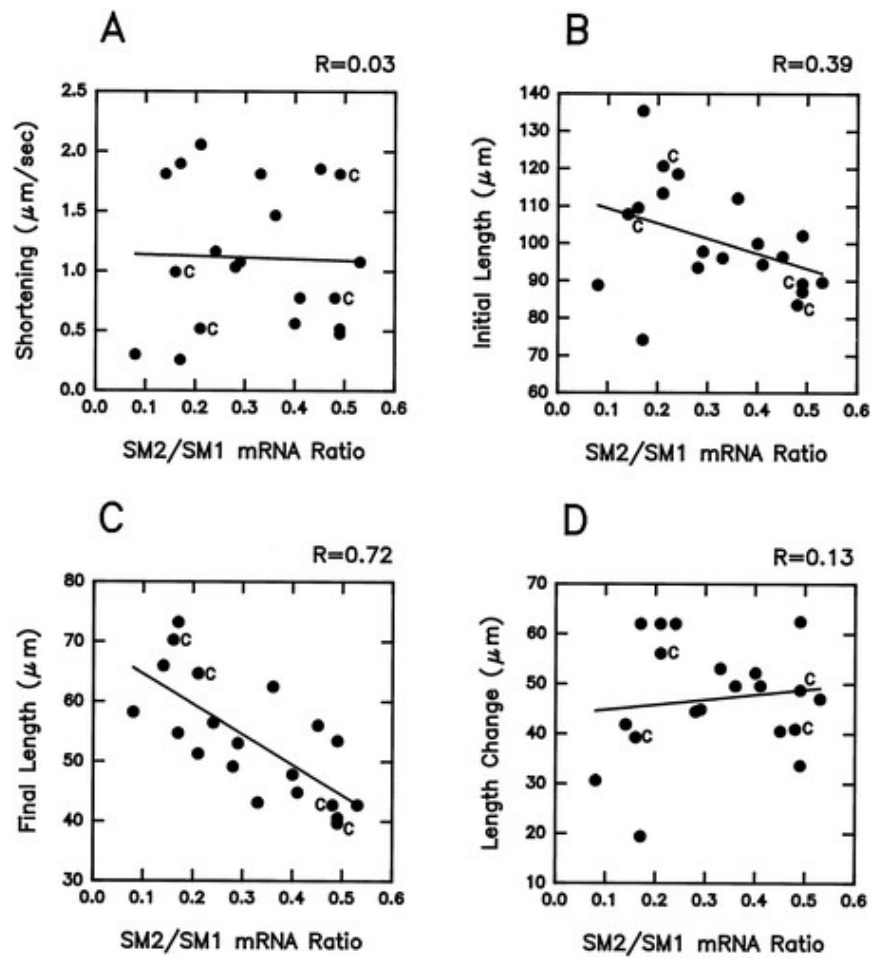 A
R=0.03
Shortening (μm/sec)
2.5
2.0
1.5
1.0
0.5
0.0
C
C
C
C
0.0 0.1 0.2 0.3 0.4 0.5 0.6
SM2/SM1 mRNA Ratio
B
R=0.39
Initial Length (μm)
140
130
120
110
100
90
80
70
60
C
C
C
C
0.0 0.1 0.2 0.3 0.4 0.5 0.6
SM2/SM1 mRNA Ratio
C
R=0.72
Final Length (μm)
80
70
60
50
40
30
C
C
C
C
0.0 0.1 0.2 0.3 0.4 0.5 0.6
SM2/SM1 mRNA Ratio
D
R=0.13
Length Change (μm)
70
60
50
40
30
20
10
C
C
C
C
0.0 0.1 0.2 0.3 0.4 0.5 0.6
SM2/SM1 mRNA Ratio